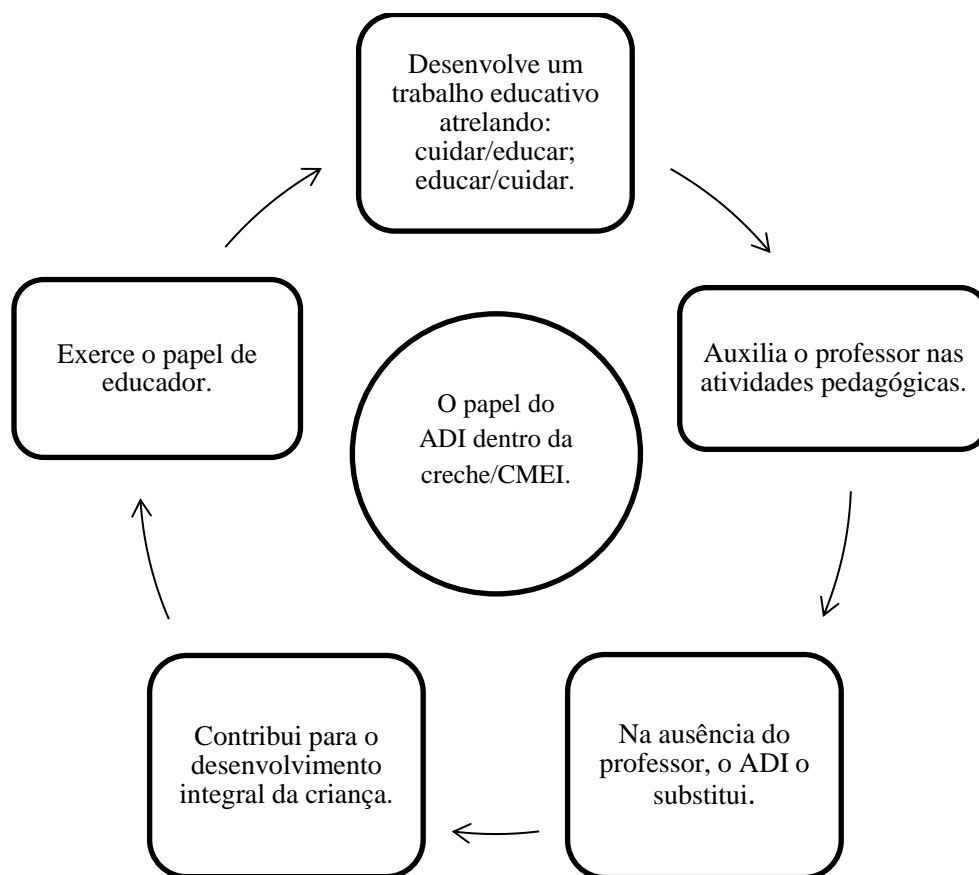 Desenvolve um
trabalho educativo
atrelando:
cuidar/educar;
educar/cuidar.
Auxilia o professor nas
atividades pedagógicas.
Na ausência do
professor, o ADI o
substitui.
Contribui para o
desenvolvimento
integral da criança.
Exerce o papel de
educador.
O papel do
ADI dentro da
creche/CMEI.